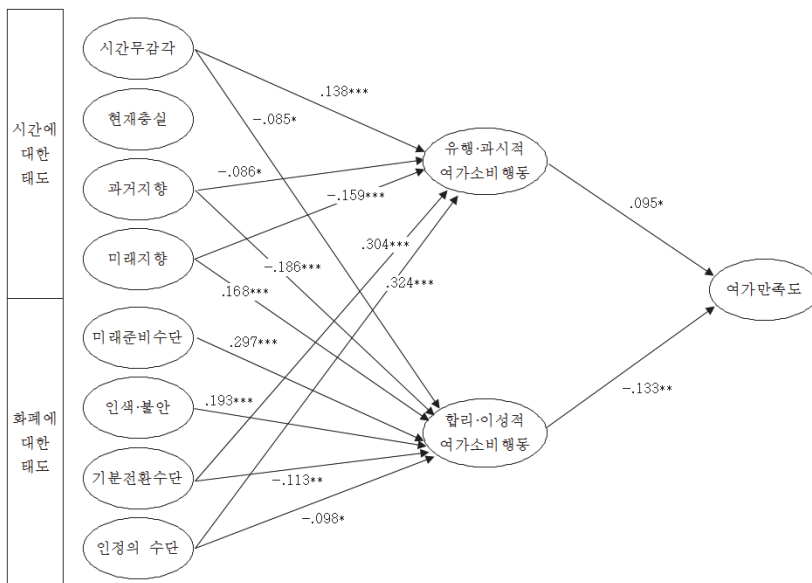 시간에
대한
태도
화폐에
대한
태도
시간무감각
현재충실
과거지향
미래지향
미래준비수단
인색·불안
기분전환수단
인정의 수단
.138***
-.085*
-.086*
-.159***
.304***
-.186***
.324***
.168***
.297***
.193***
-.113**
-.098*
유행·과시적
여가소비행동
합리·이성적
여가소비행동
.095*
-.133**
여가만족도